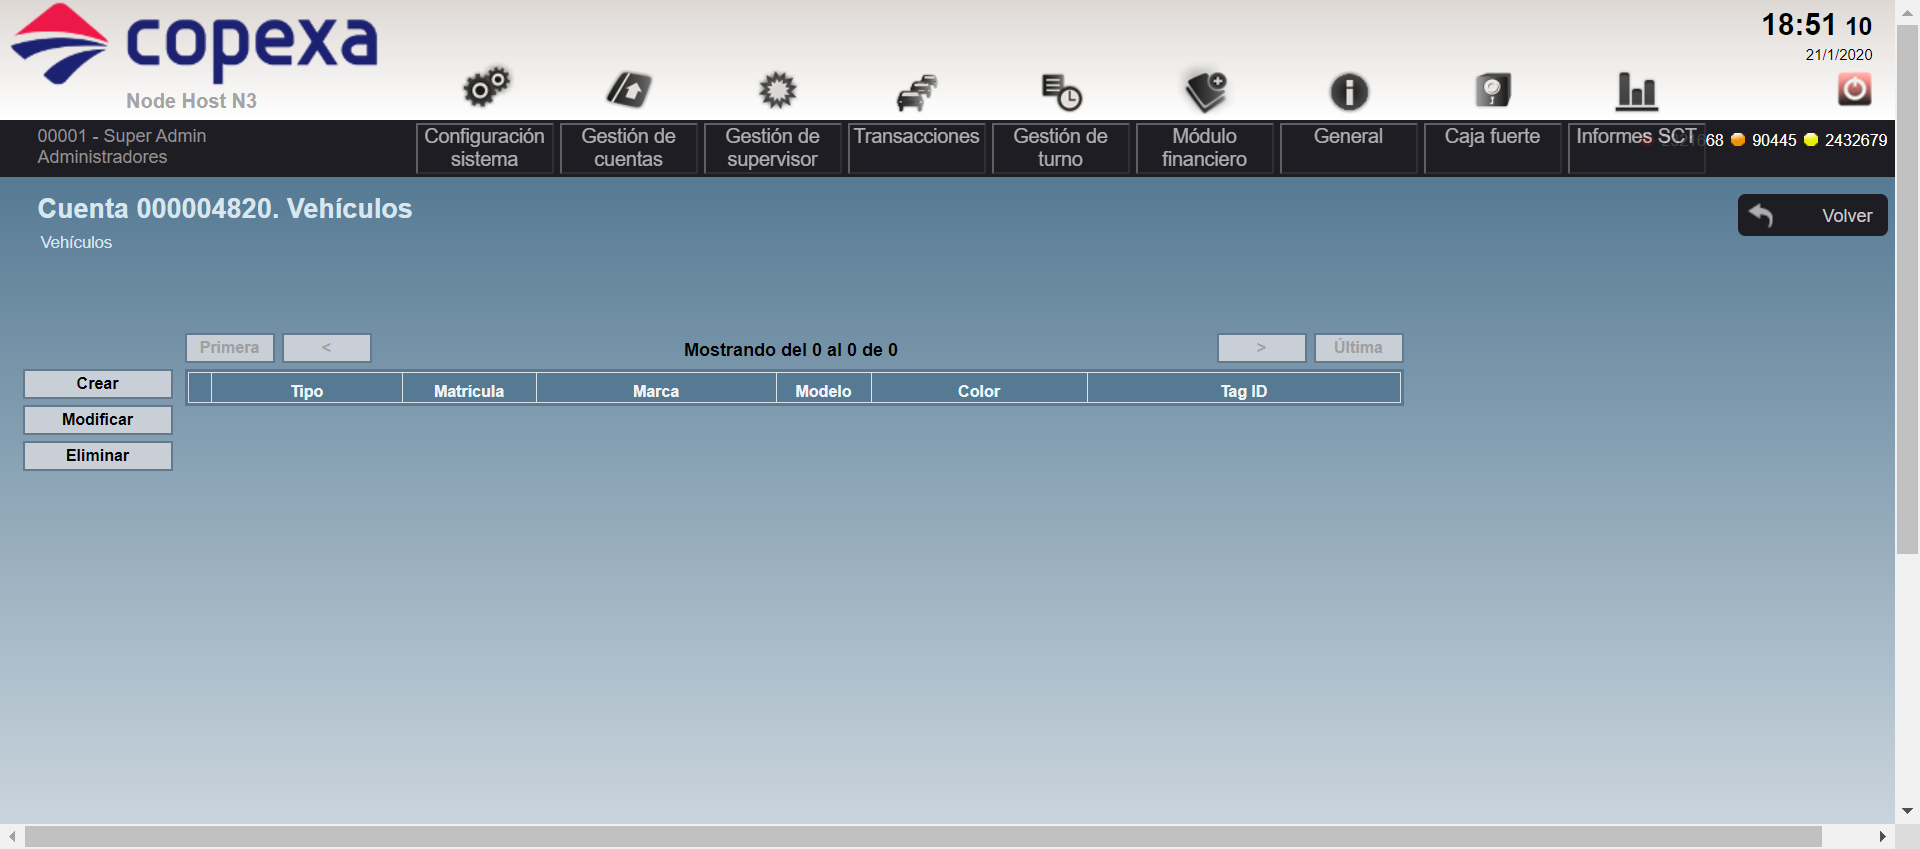 copexa
Node Host N3
18:51 10
21/1/2020
00001 - Super Admin
Administradores
Configuración
sistema
Gestión de
cuentas
Gestión de
supervisor
Transacciones
Gestión de
turno
Módulo
financiero
General
Caja fuerte
Informes SCT
68 90445 2432679
Cuenta 000004820. Vehículos
Vehículos
Volver
Primera < Mostrando del 0 al 0 de 0 > Última
Crear
Modificar
Eliminar
Tipo Matrícula Marca Modelo Color Tag ID